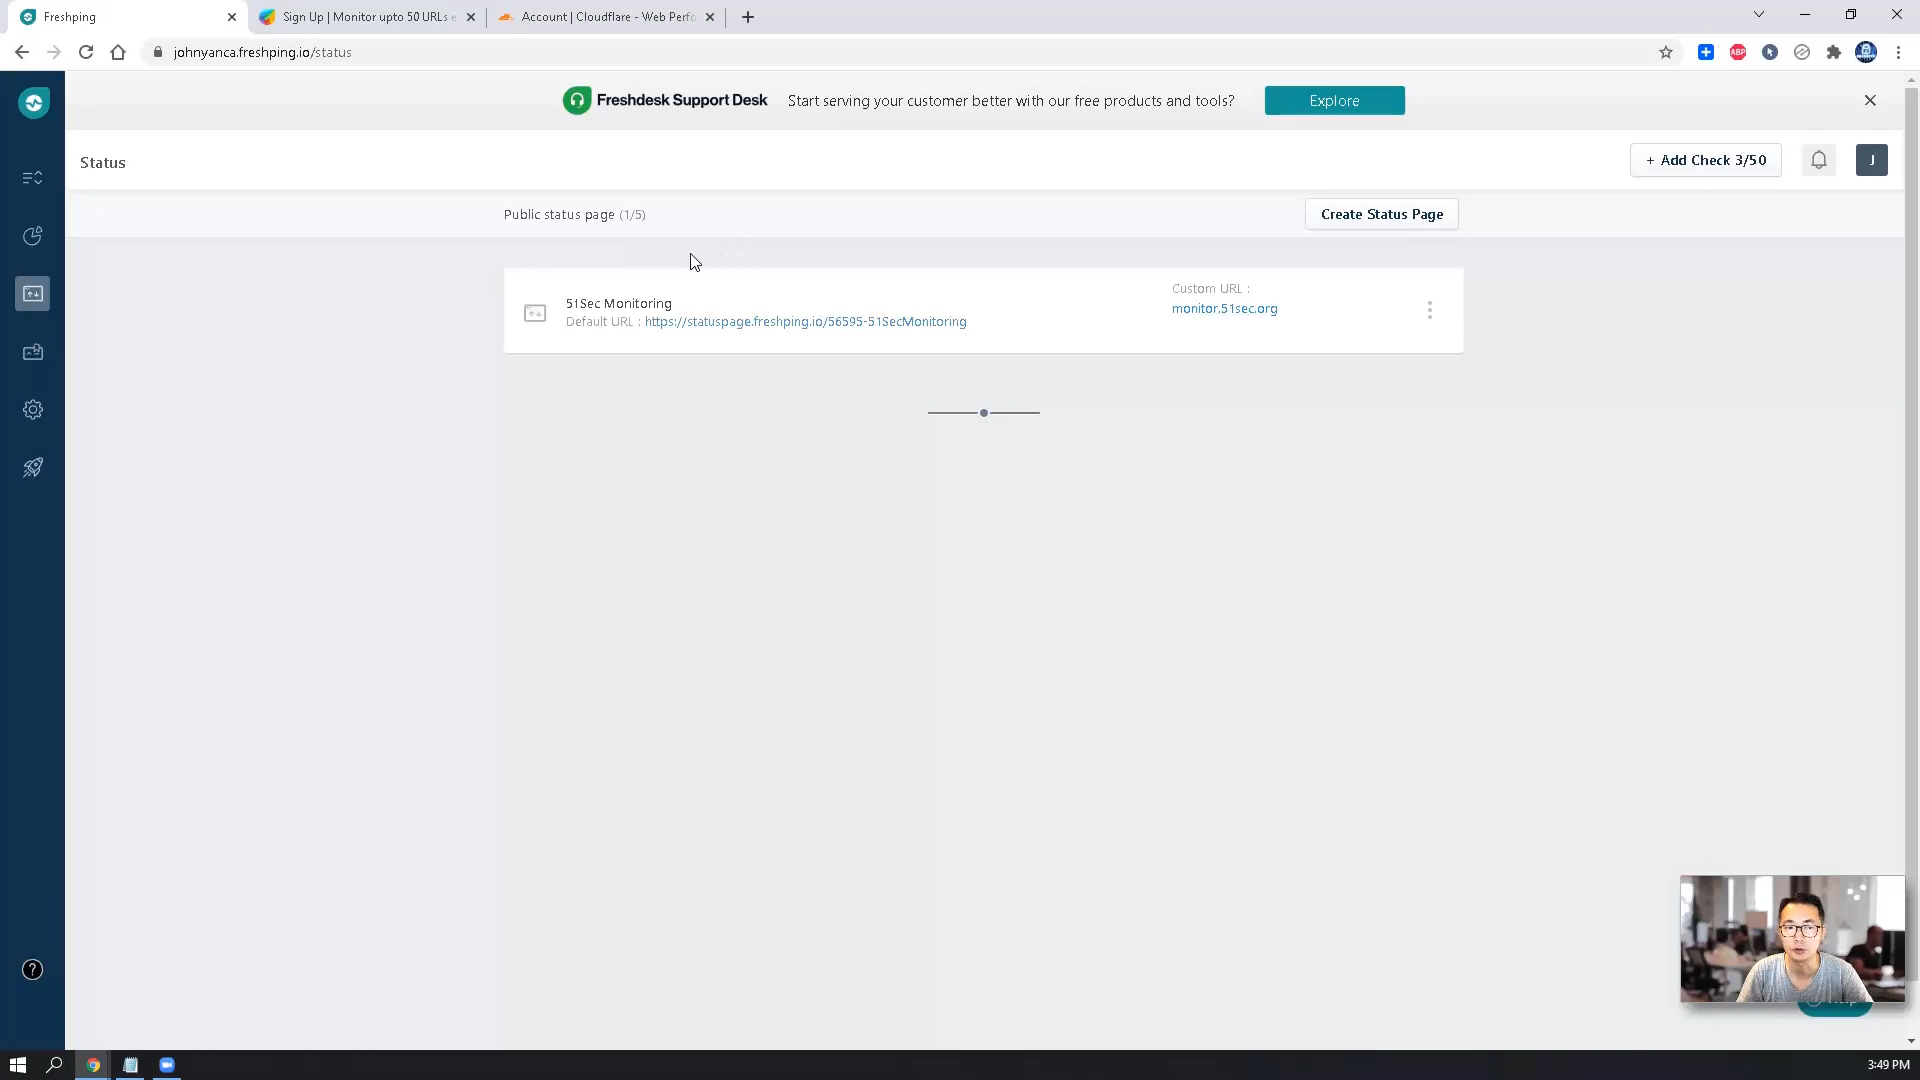 Freshping
Sign Up | Monitor upto 50 URLs e
Account | Cloudflare - Web Perfo
johnyanca.freshping.io/status
ABP
Freshdesk Support Desk
Start serving your customer better with our free products and tools?
Explore
Status
+ Add Check 3/50
J
Public status page (1/5)
Create Status Page
51Sec Monitoring
Default URL : https://statuspage.freshping.io/56595-51SecMonitoring
Custom URL :
monitor.51sec.org
?
3:49 PM